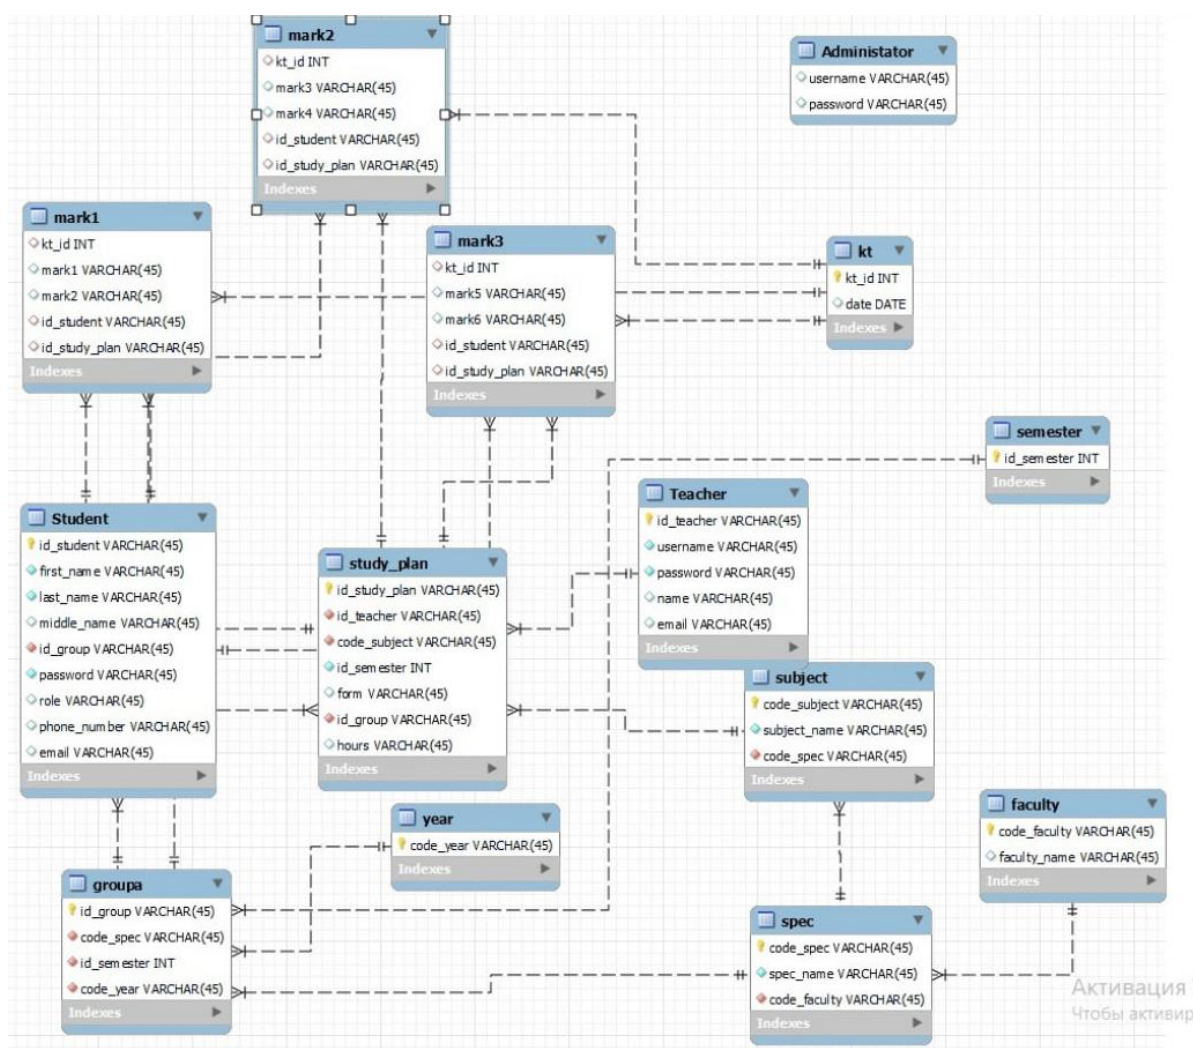 mark2
kt_id INT
mark3 VARCHAR(45)
mark4 VARCHAR(45)
id_student VARCHAR(45)
id_study_plan VARCHAR(45)
Indexes
Administator
username VARCHAR(45)
password VARCHAR(45)
mark1
kt_id INT
mark1 VARCHAR(45)
mark2 VARCHAR(45)
id_student VARCHAR(45)
id_study_plan VARCHAR(45)
Indexes
mark3
kt_id INT
mark5 VARCHAR(45)
mark6 VARCHAR(45)
id_student VARCHAR(45)
id_study_plan VARCHAR(45)
Indexes
kt
kt_id INT
date DATE
Indexes
semester
id_semester INT
Indexes
Teacher
id_teacher VARCHAR(45)
username VARCHAR(45)
password VARCHAR(45)
name VARCHAR(45)
email VARCHAR(45)
Indexes
Student
id_student VARCHAR(45)
first_name VARCHAR(45)
last_name VARCHAR(45)
middle_name VARCHAR(45)
id_group VARCHAR(45)
password VARCHAR(45)
role VARCHAR(45)
phone_number VARCHAR(45)
email VARCHAR(45)
Indexes
study_plan
id_study_plan VARCHAR(45)
id_teacher VARCHAR(45)
code_subject VARCHAR(45)
id_semester INT
form VARCHAR(45)
id_group VARCHAR(45)
hours VARCHAR(45)
Indexes
subject
code_subject VARCHAR(45)
subject_name VARCHAR(45)
code_spec VARCHAR(45)
Indexes
year
code_year VARCHAR(45)
Indexes
faculty
code_faculty VARCHAR(45)
faculty_name VARCHAR(45)
Indexes
groupa
id_group VARCHAR(45)
code_spec VARCHAR(45)
id_semester INT
code_year VARCHAR(45)
Indexes
spec
code_spec VARCHAR(45)
spec_name VARCHAR(45)
code_faculty VARCHAR(45)
Indexes
Активация
Чтобы активир